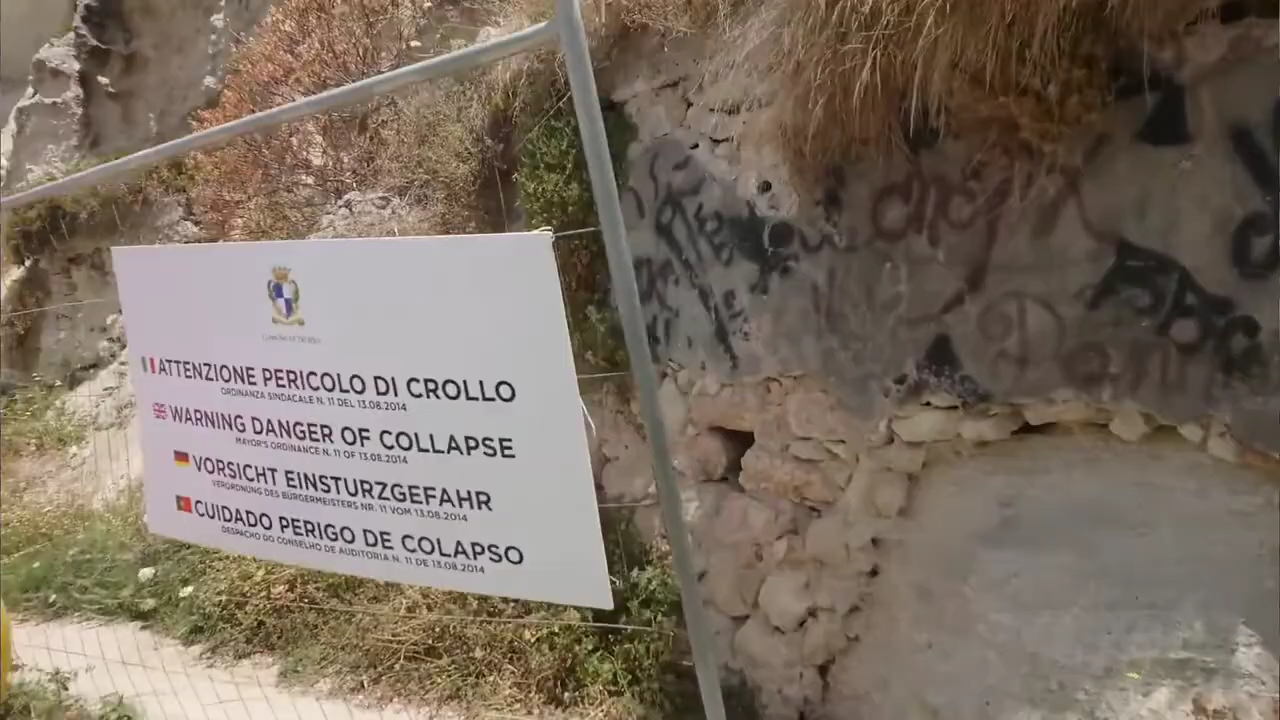 ATTENZIONE PERICOLO DI CROLLO
ORDINANZA SINDACALE N. 11 DEL 13.08.2014
WARNING DANGER OF COLLAPSE
MAYOR'S ORDINANCE N. 11 OF 13.08.2014
VORSICHT EINSTURZGEFAHR
VERORDNUNG DES BÜRGERMEISTERS NR. 11 VOM 13.08.2014
CUIDADO PERIGO DE COLAPSO
DESPACHO DO CONSELHO DE AUDITORIA N. 11 DE 13.08.2014